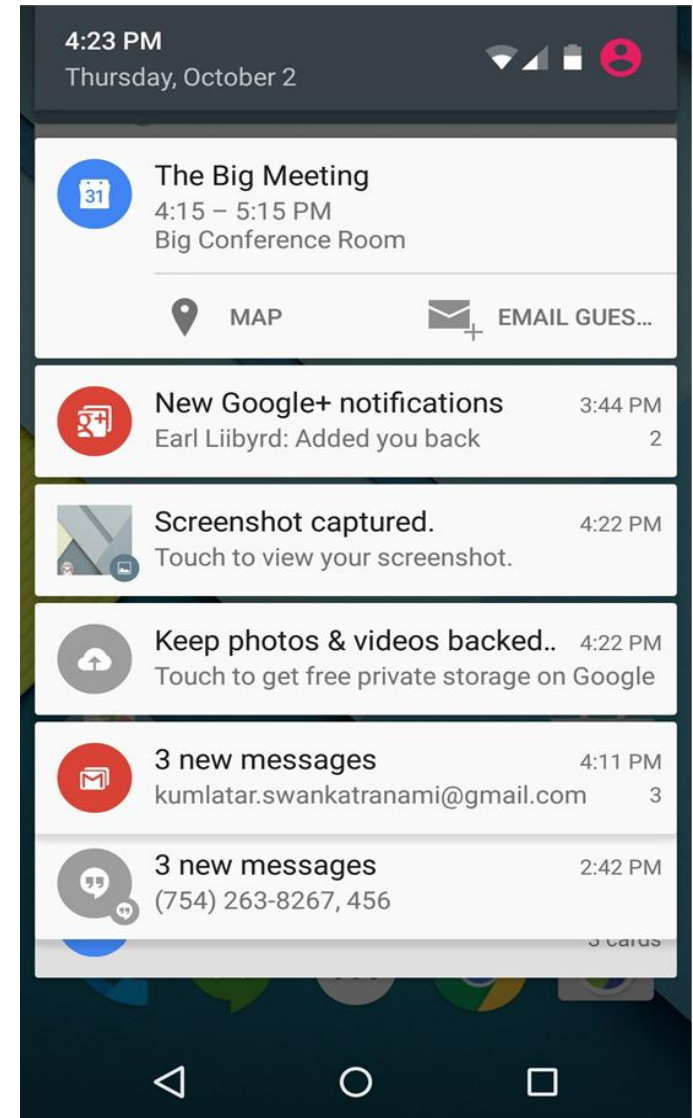 4:23 PM
Thursday, October 2
31
The Big Meeting
4:15 – 5:15 PM
Big Conference Room
MAP
EMAIL GUES...
New Google+ notifications 3:44 PM
Earl Liibyrd: Added you back 2
Screenshot captured. 4:22 PM
Touch to view your screenshot.
Keep photos & videos backed.. 4:22 PM
Touch to get free private storage on Google
3 new messages 4:11 PM
kumlatar.swankatranami@gmail.com 3
3 new messages 2:42 PM
(754) 263-8267, 456
cards